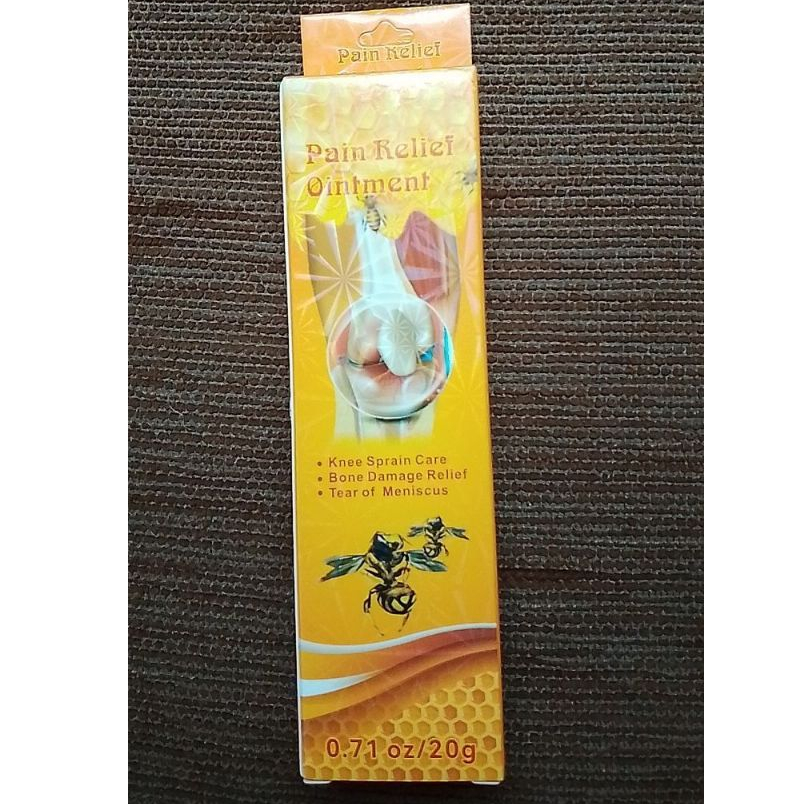 Pain Relief
Pain Relief
Ointment
• Knee Sprain Care
• Bone Damage Relief
• Tear of Meniscus
0.71 oz/20g